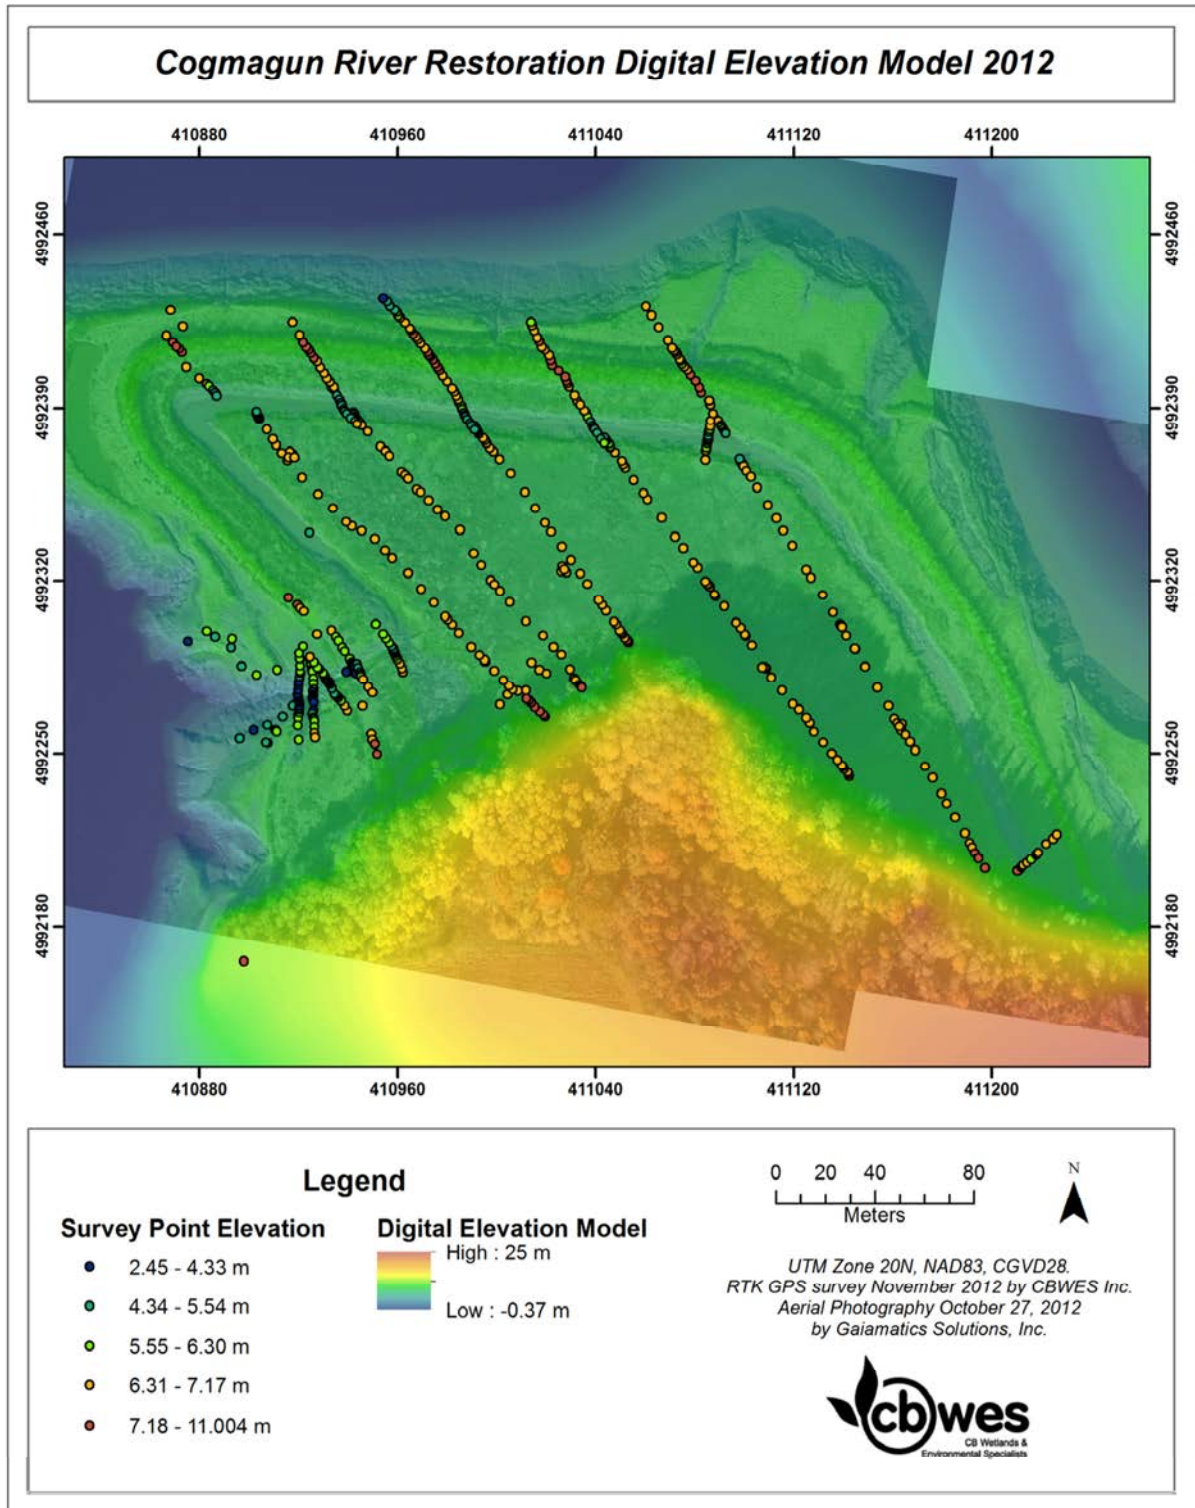 Cogmagun River Restoration Digital Elevation Model 2012
410880 410960 411040 411120 411200
4992460 4992460
4992390 4992390
4992320 4992320
4992250 4992250
4992180 4992180
410880 410960 411040 411120 411200
Legend
Survey Point Elevation
2.45 - 4.33 m
4.34 - 5.54 m
5.55 - 6.30 m
6.31 - 7.17 m
7.18 - 11.004 m
Digital Elevation Model
High : 25 m
Low : -0.37 m
0 20 40 80
Meters
N
UTM Zone 20N, NAD83, CGVD28.
RTK GPS survey November 2012 by CBWES Inc.
Aerial Photography October 27, 2012
by Gaiamatics Solutions, Inc.
cbwes
CB Wetlands &
Environmental Specialists